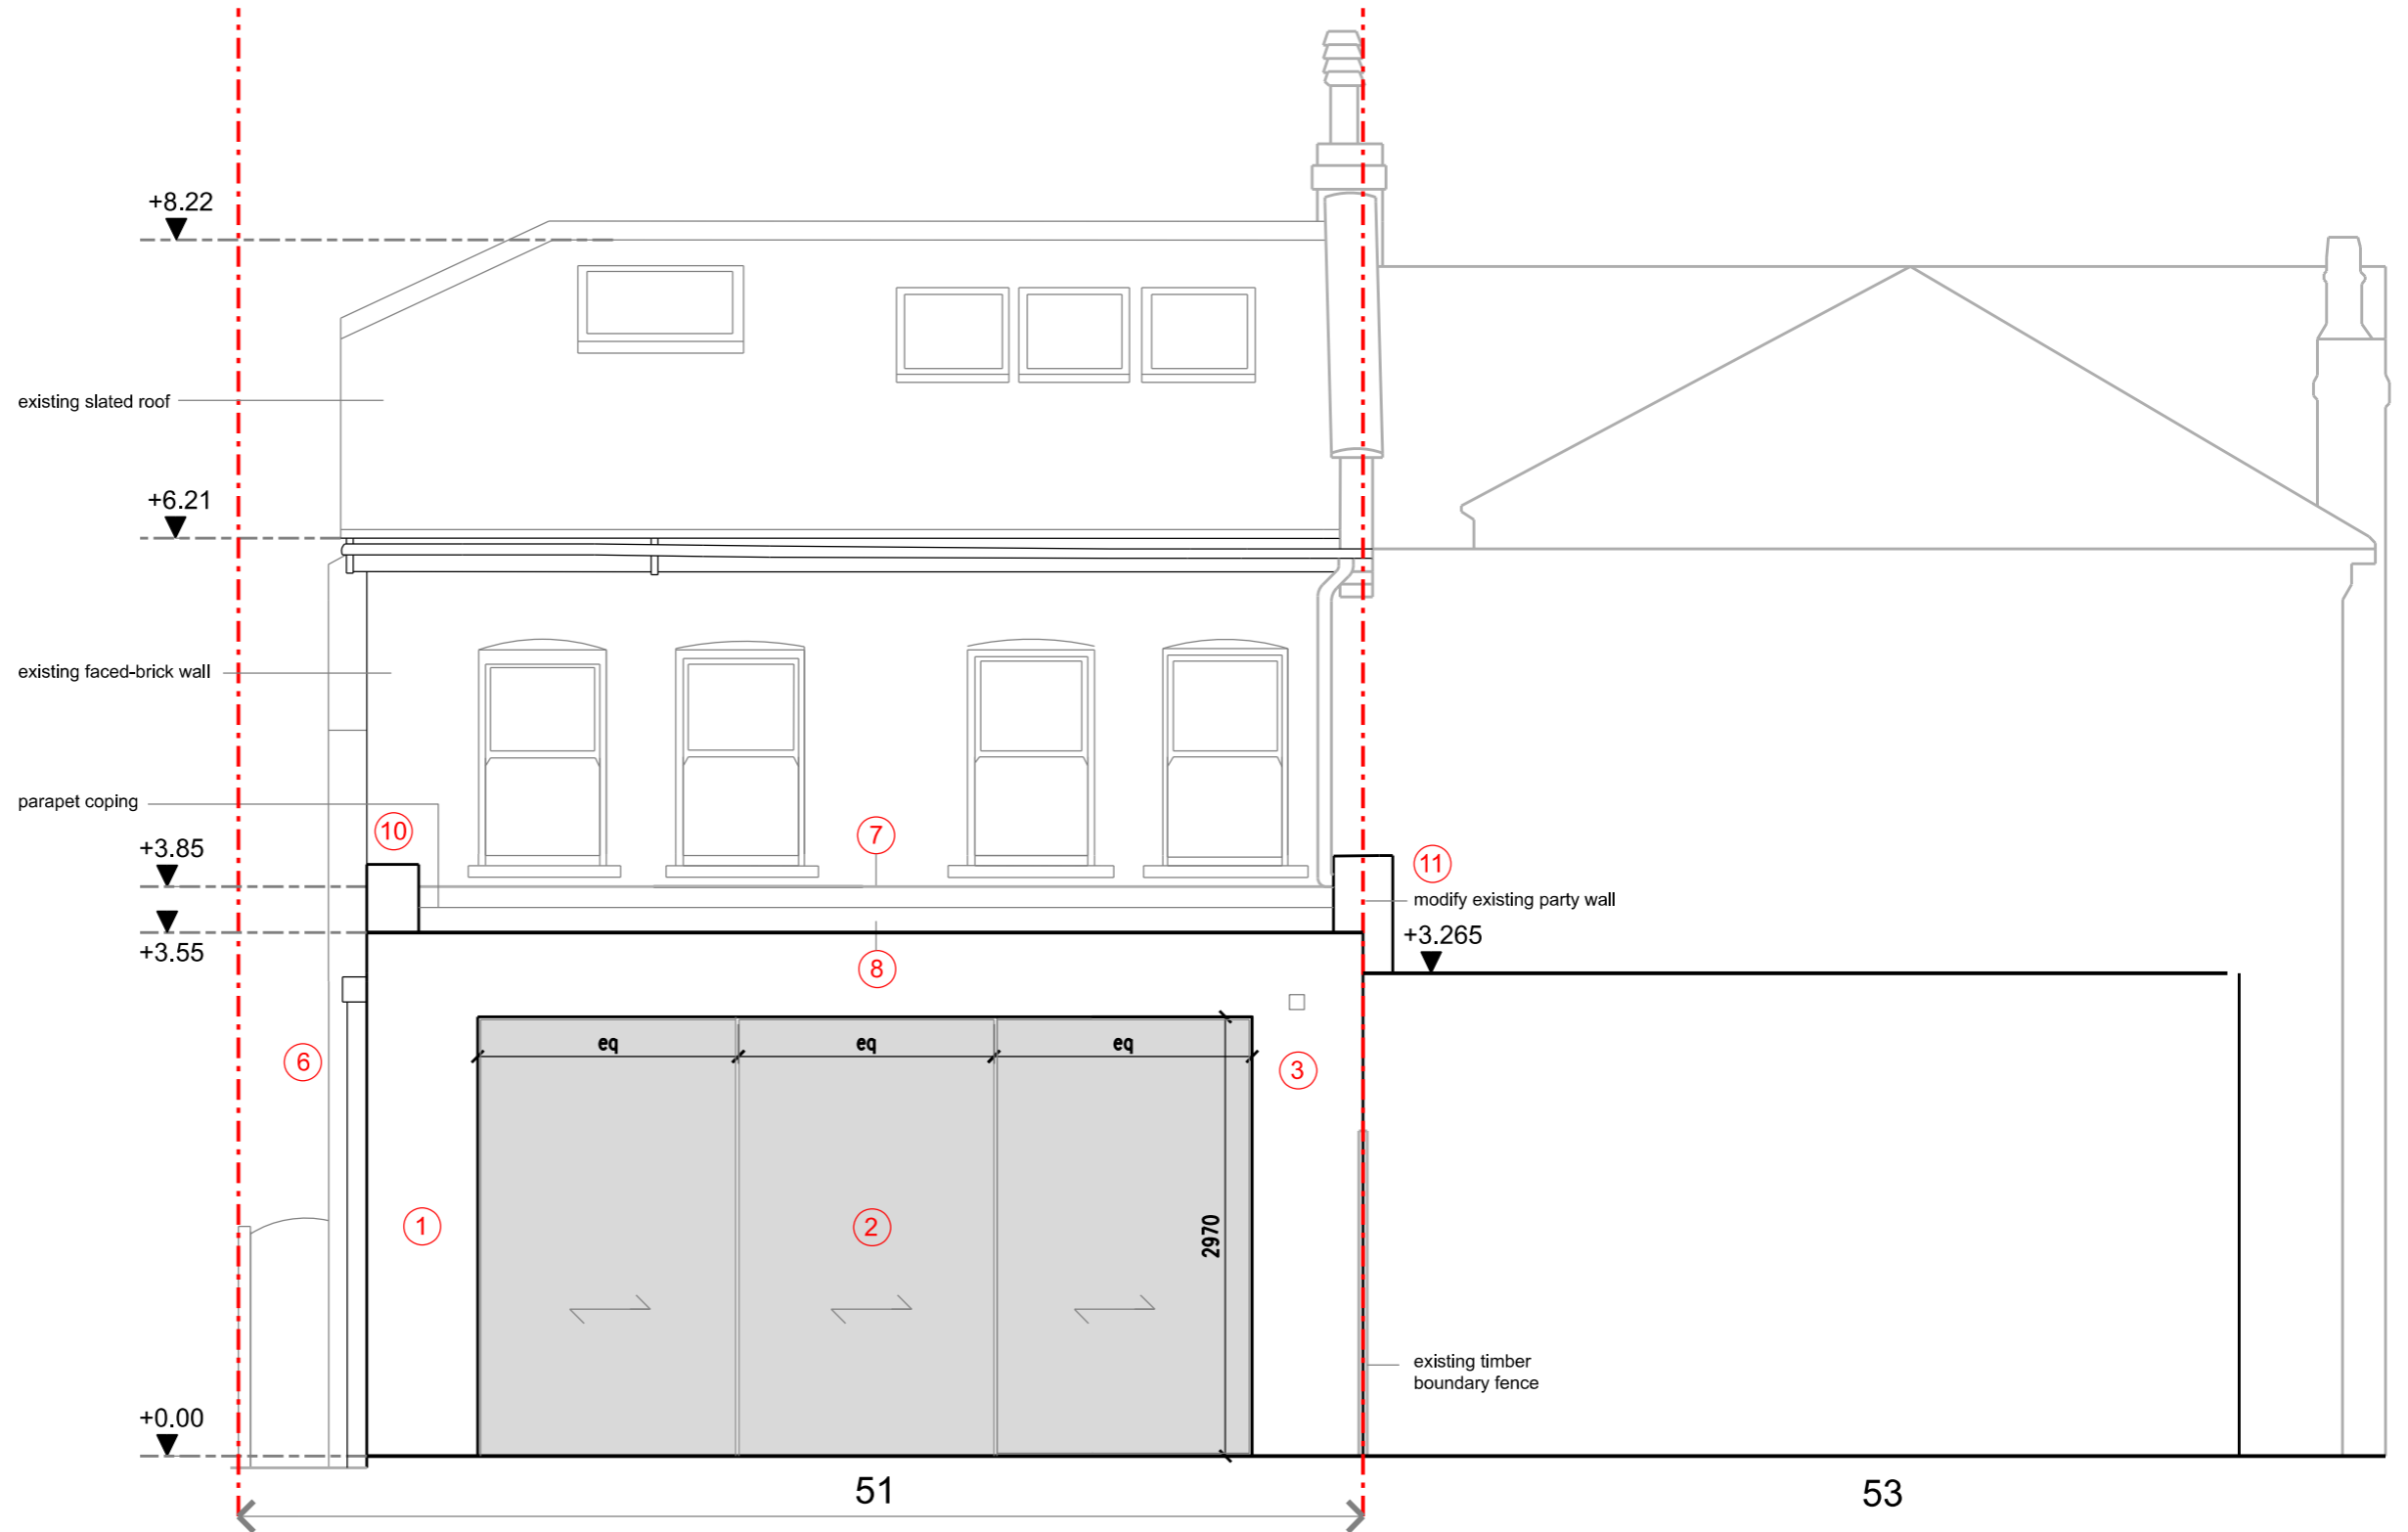 +8.22
existing slated roof
+6.21
existing faced-brick wall
parapet coping
10
7
+3.85
11
modify existing party wall
+3.55
+3.265
8
eq eq eq
6
3
1
2
2970
existing timber
boundary fence
+0.00
51
53